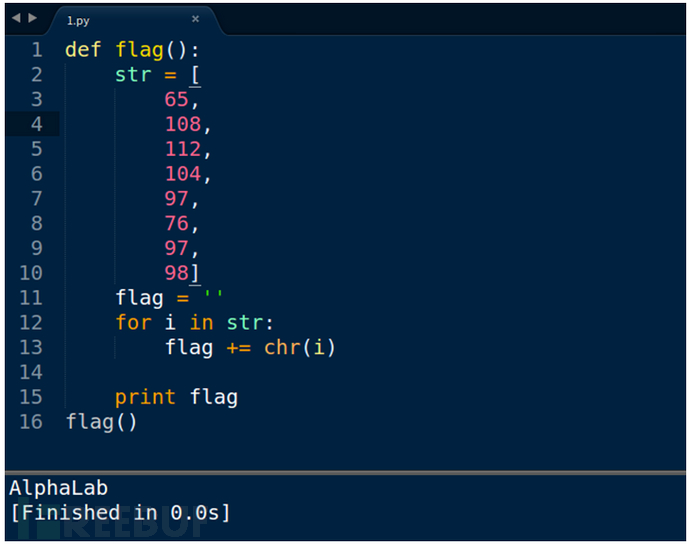 1.py
1 def flag():
2     str = [
3         65,
4         108,
5         112,
6         104,
7         97,
8         76,
9         97,
10         98]
11     flag = ''
12     for i in str:
13         flag += chr(i)
14
15     print flag
16 flag()
AlphaLab
[Finished in 0.0s]
REEBUF